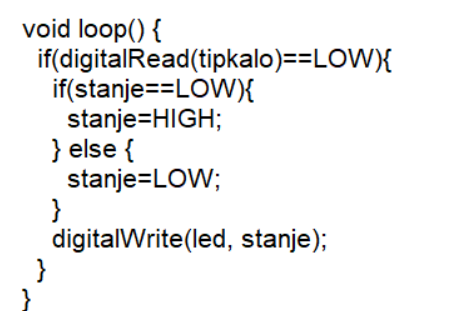 void loop() {
if(digitalRead(tipkalo)==LOW){
if(stanje==LOW){
stanje=HIGH;
} else {
stanje=LOW;
}
digitalWrite(led, stanje);
}
}